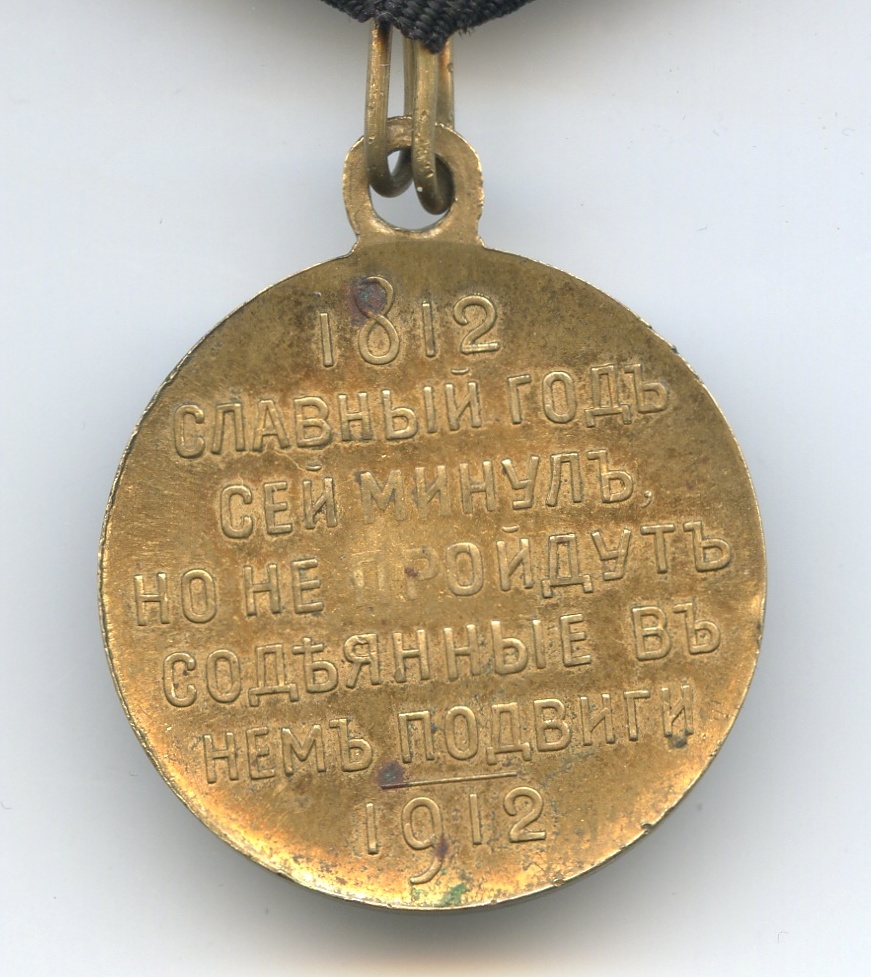 1812
СЛАВНЫЙ ГОДЪ
СЕЙ МИНУЛЪ,
НО НЕ ПРОЙДУТЪ
СОДѢЯННЫЕ ВЪ
НЕМЪ ПОДВИГИ
1912